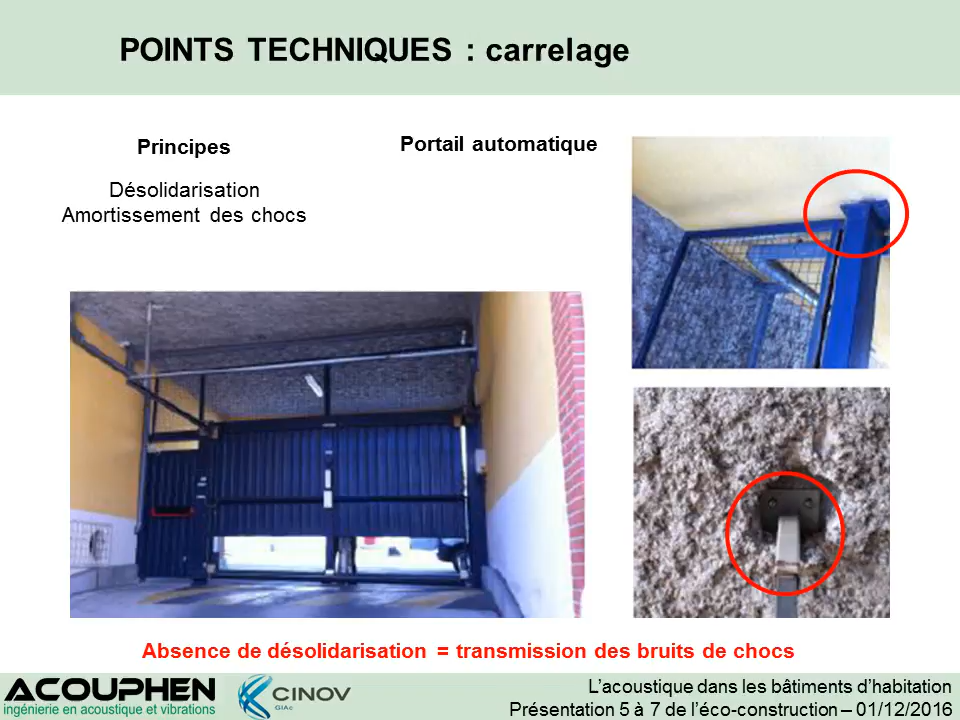 POINTS TECHNIQUES : carrelage
Principes
Portail automatique
Désolidarisation
Amortissement des chocs
Absence de désolidarisation = transmission des bruits de chocs
ACOUPHEN
ingénierie en acoustique et vibrations
CINOV
GIAc
L'acoustique dans les bâtiments d'habitation
Présentation 5 à 7 de l'éco-construction – 01/12/2016